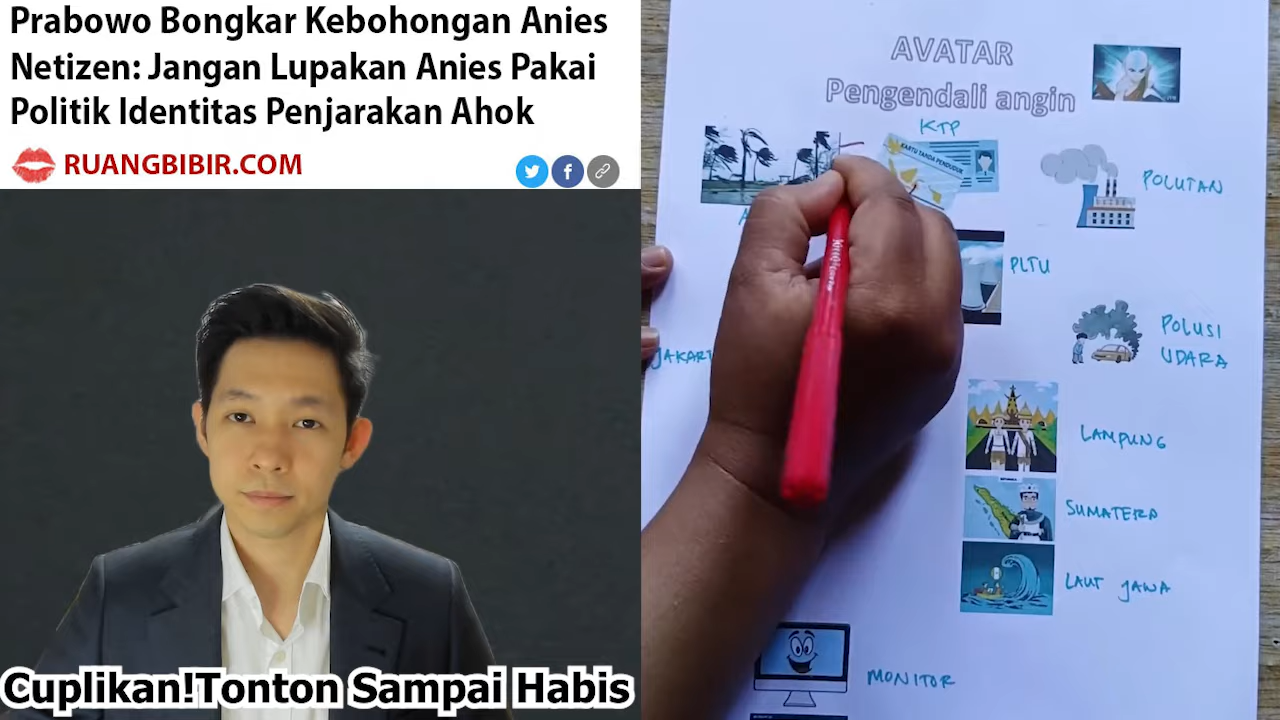 Prabowo Bongkar Kebohongan Anies
Netizen: Jangan Lupakan Anies Pakai
Politik Identitas Penjarakan Ahok
RUANGBIBIR.COM
Cuplikan!Tonton Sampai Habis
AVATAR
Pengendali angin
KTP
KARTU TANDA PENDUDUK
POLUTAN
PLTU
POLUSI
UDARA
JAKART
LAMPUNG
SUMATERA
LAUT JAWA
MONITOR